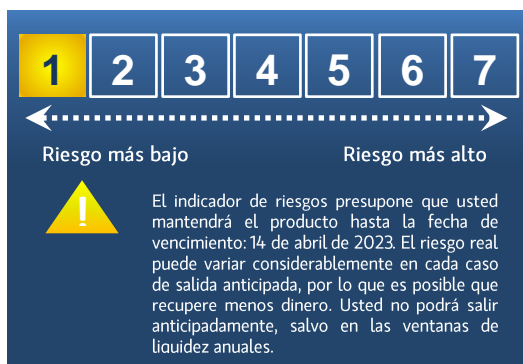 1 2 3 4 5 6 7
Riesgo más bajo Riesgo más alto
!
El indicador de riesgos presupone que usted
mantendrá el producto hasta la fecha de
vencimiento: 14 de abril de 2023. El riesgo real
puede variar considerablemente en cada caso
de salida anticipada, por lo que es posible que
recupere menos dinero. Usted no podrá salir
anticipadamente, salvo en las ventanas de
liquidez anuales.